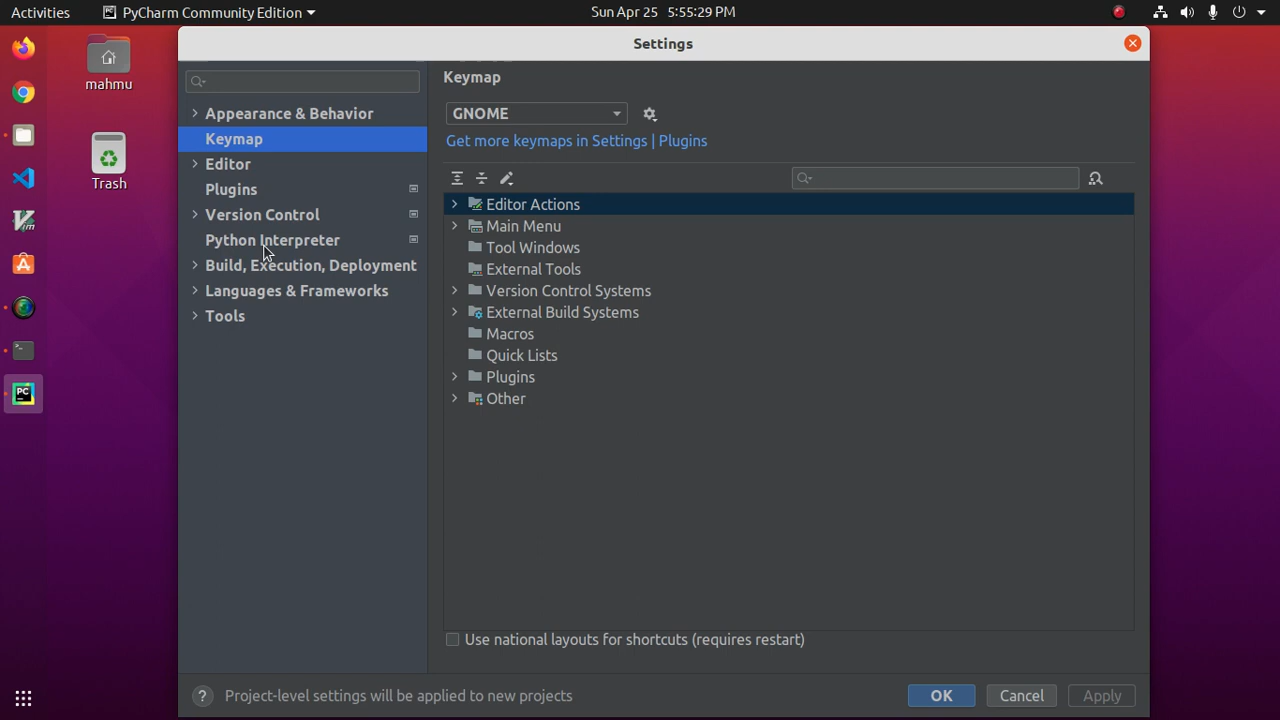 Activities
PyCharm Community Edition
Sun Apr 25 5:55:29 PM
mahmu
Trash
Settings
Appearance & Behavior
Keymap
Editor
Plugins
Version Control
Python Interpreter
Build, Execution, Deployment
Languages & Frameworks
Tools
Keymap
GNOME
Get more keymaps in Settings | Plugins
Editor Actions
Main Menu
Tool Windows
External Tools
Version Control Systems
External Build Systems
Macros
Quick Lists
Plugins
Other
Use national layouts for shortcuts (requires restart)
? Project-level settings will be applied to new projects
OK
Cancel
Apply
PC